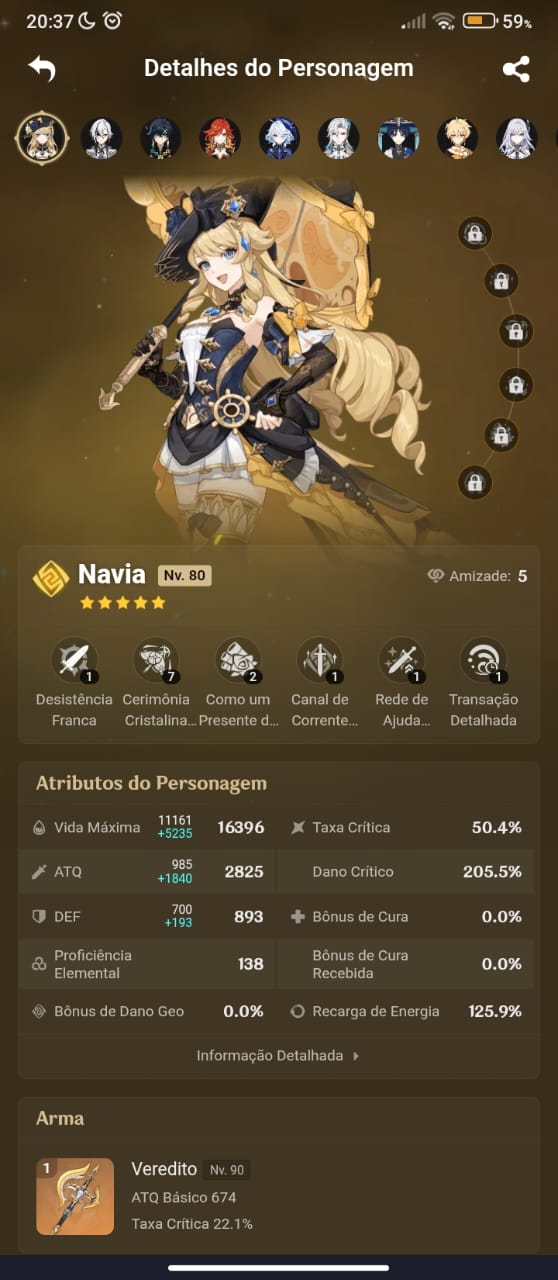 20:37 59%
Detalhes do Personagem
Navia Nv. 80 Amizade: 5
1 7 2 1 1 1
Desistência Cerimônia Como um Canal de Rede de Transação
Franca Cristalina... Presente d... Corrente... Ajuda... Detalhada
Atributos do Personagem
Vida Máxima 11161 +5235 16396 Taxa Crítica 50.4%
ATQ 985 +1840 2825 Dano Crítico 205.5%
DEF 700 +193 893 Bônus de Cura 0.0%
Proficiência Elemental 138 Bônus de Cura Recebida 0.0%
Bônus de Dano Geo 0.0% Recarga de Energia 125.9%
Informação Detalhada
Arma
1 Veredito Nv. 90
ATQ Básico 674
Taxa Crítica 22.1%